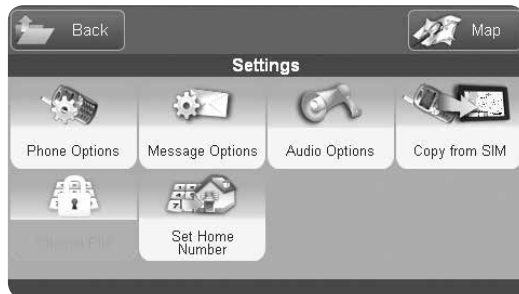 Back
Map
Settings
Phone Options
Message Options
Audio Options
Copy from SIM
Set Home
Number